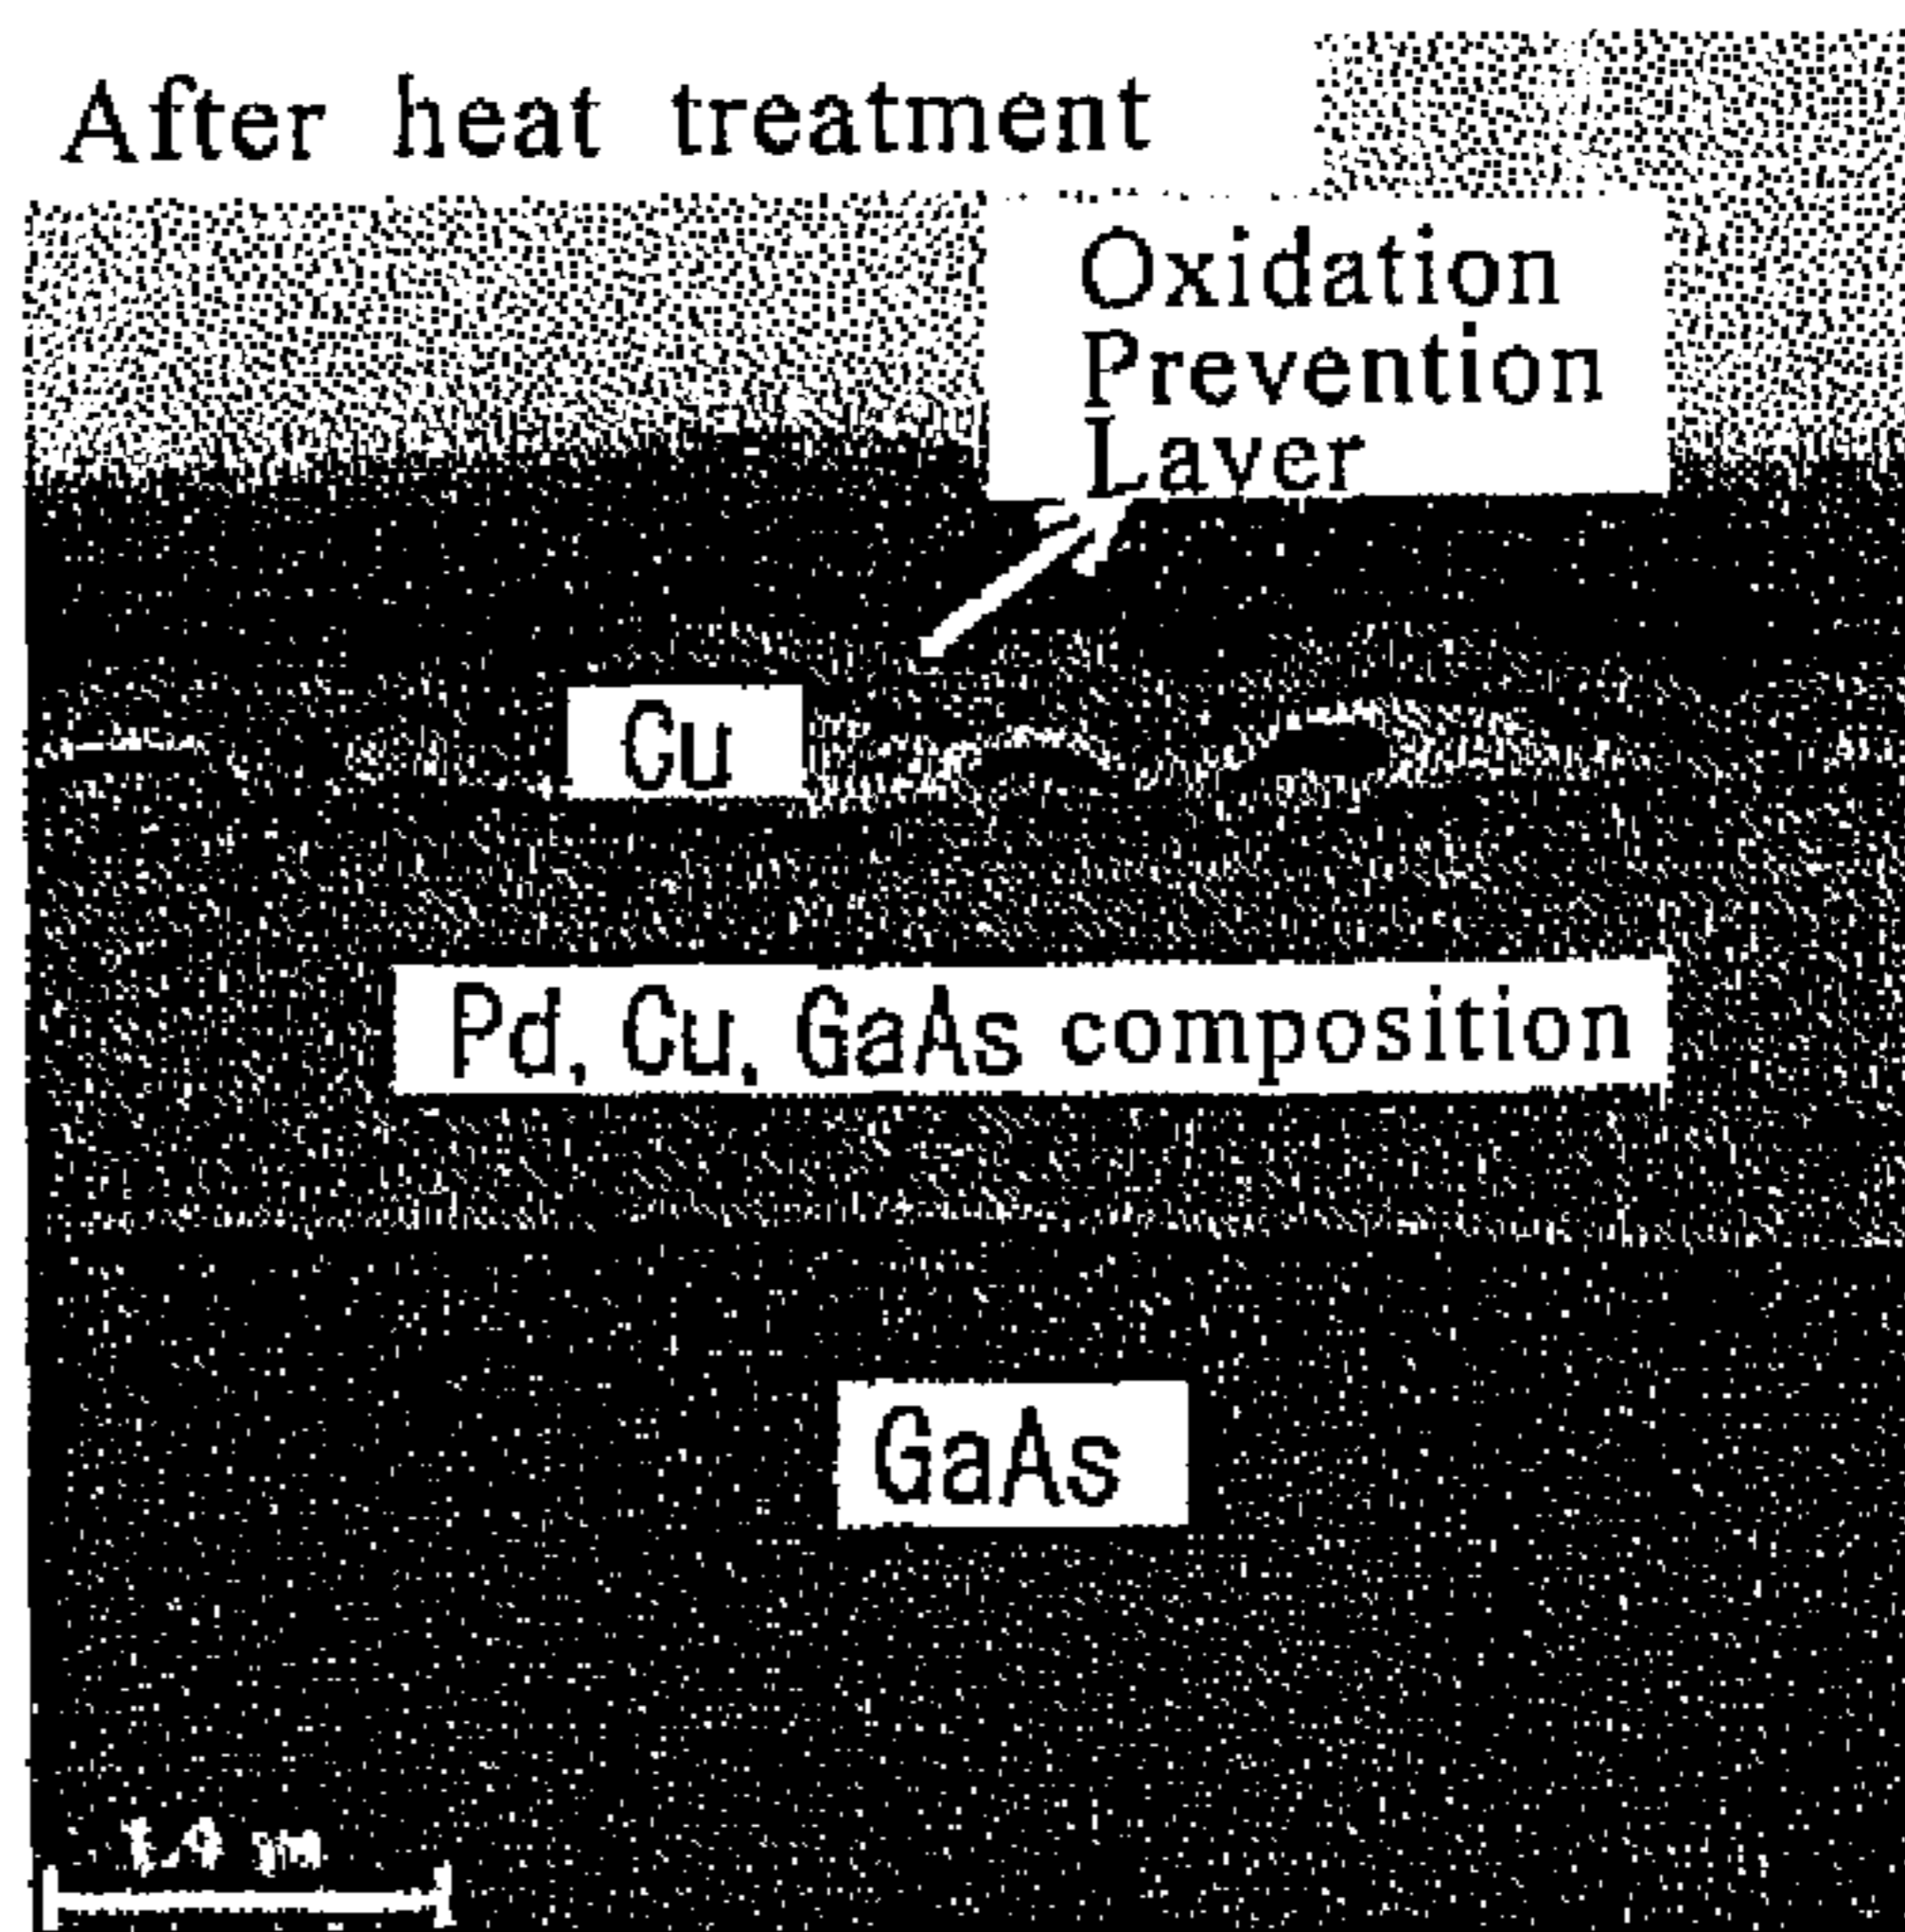 After heat treatment
Oxidation
Prevention
Layer
Cu
Pd, Cu, GaAs composition
GaAs